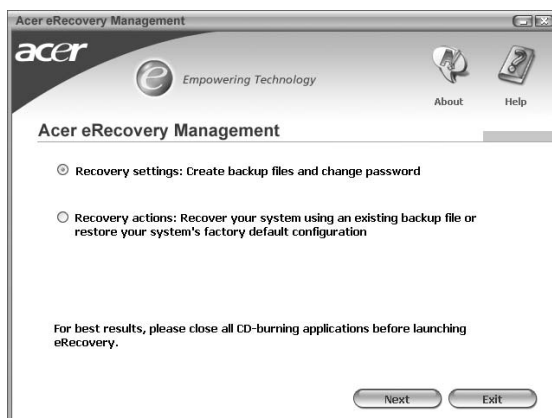 Acer eRecovery Management
acer
e Empowering Technology
About Help
Acer eRecovery Management
Recovery settings: Create backup files and change password
Recovery actions: Recover your system using an existing backup file or
restore your system's factory default configuration
For best results, please close all CD-burning applications before launching
eRecovery.
Next Exit